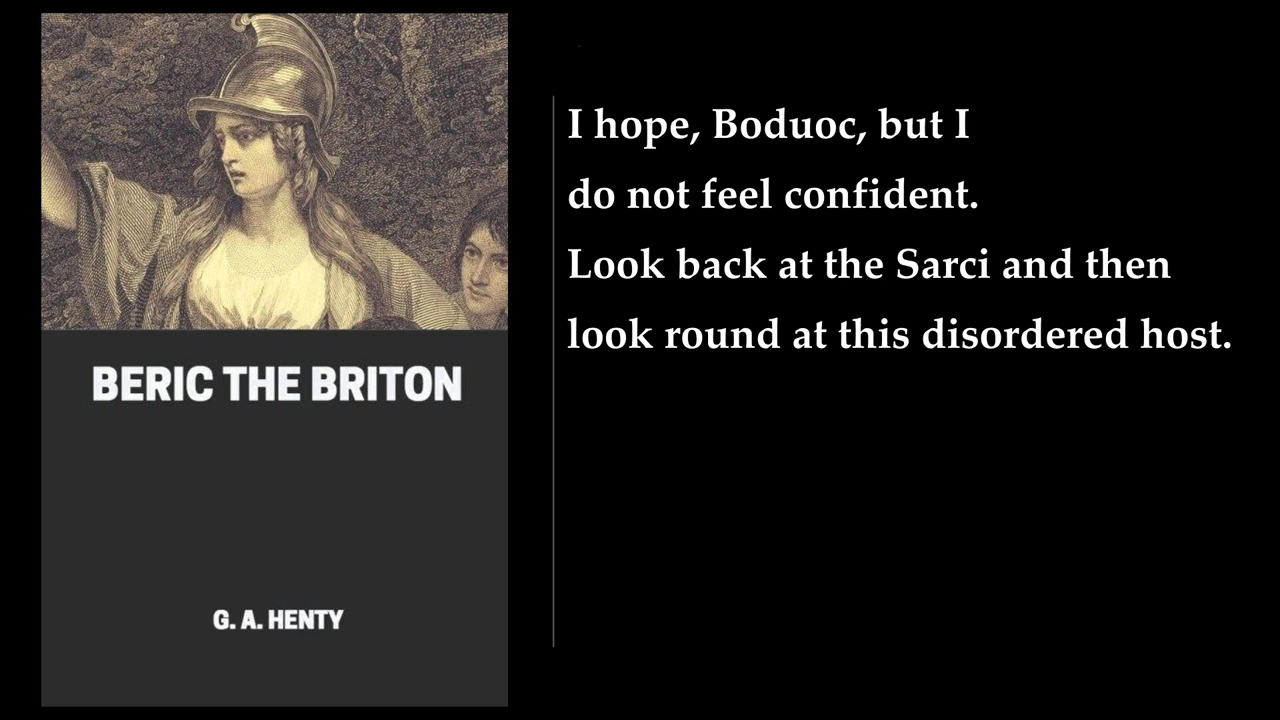 BERIC THE BRITON
G. A. HENTY
I hope, Boduoc, but I
do not feel confident.
Look back at the Sarci and then
look round at this disordered host.